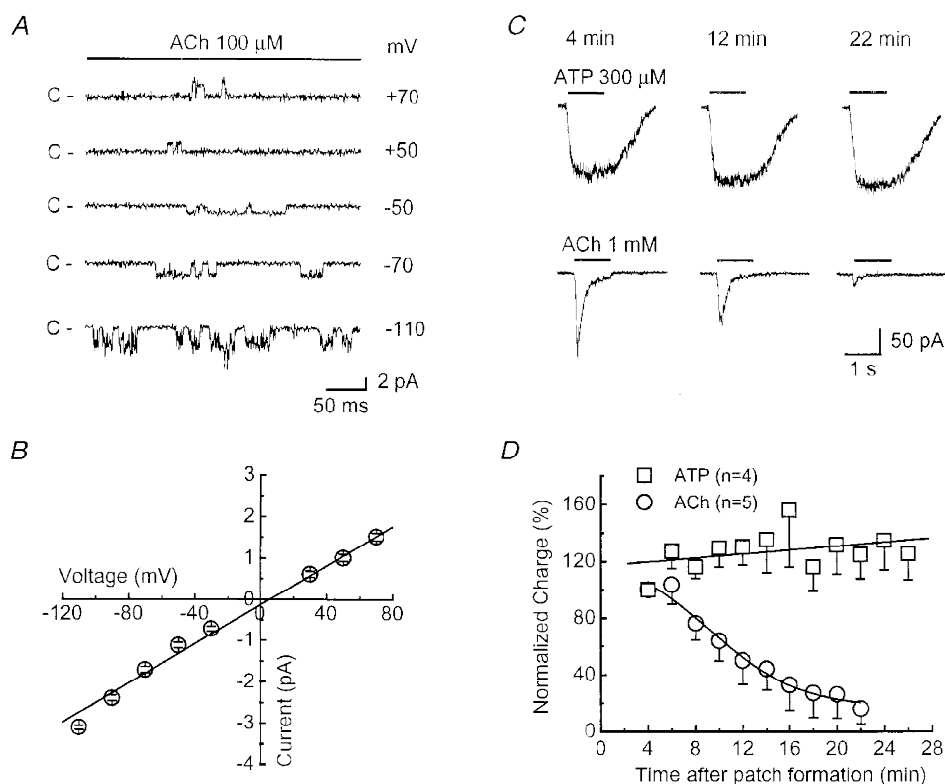 A
ACh 100 µM
mV
C - +70
C - +50
C - -50
C - -70
C - -110
2 pA
50 ms
B
3
2
1
0
-1
-2
-3
-4
Voltage (mV)
-120 -80 -40 0 40 80
Current (pA)
C
4 min 12 min 22 min
ATP 300 µM
ACh 1 mM
50 pA
1 s
D
ATP (n=4)
ACh (n=5)
160
120
80
40
0
Normalized Charge (%)
0 4 8 12 16 20 24 28
Time after patch formation (min)